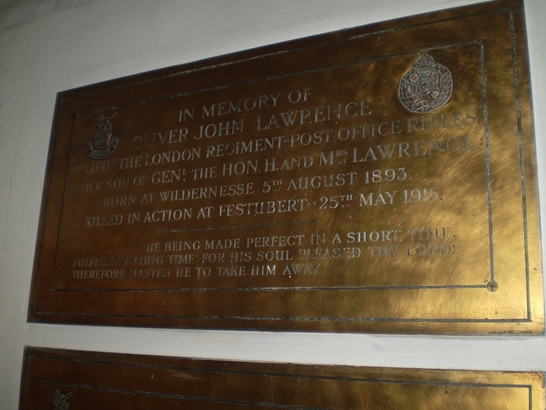 IN MEMORY OF
OLIVER JOHN LAWRENCE
LIEUT THE LONDON REGIMENT-POST OFFICE RIFLES
ELDER SON OF GENL THE HON. H. AND MRS LAWRENCE
BORN AT WILDERNESSE 5TH AUGUST 1893.
KILLED IN ACTION AT FESTUBERT - 25TH MAY 1915.
HE BEING MADE PERFECT IN A SHORT TIME,
FULFILLED A LONG TIME: FOR HIS SOUL PLEASED THE LORD:
THEREFORE HASTED HE TO TAKE HIM AWAY